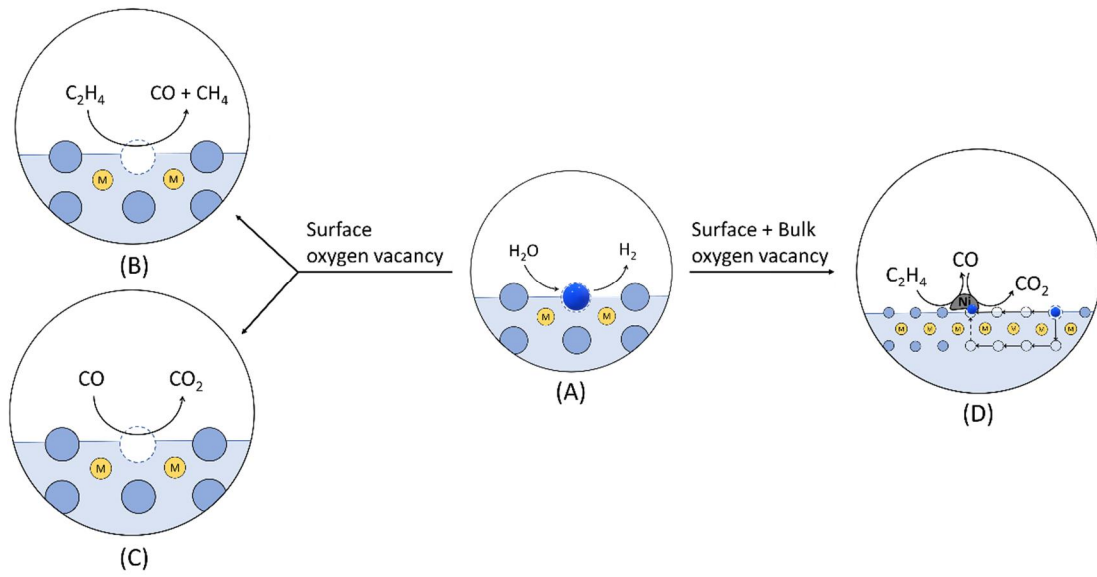 C₂H₄ CO + CH₄
M M
(B)
Surface
oxygen vacancy
H₂O H₂
M M
(A)
Surface + Bulk
oxygen vacancy
CO
C₂H₄ CO₂
Ni
M M M M M M M
(D)
CO CO₂
M M
(C)